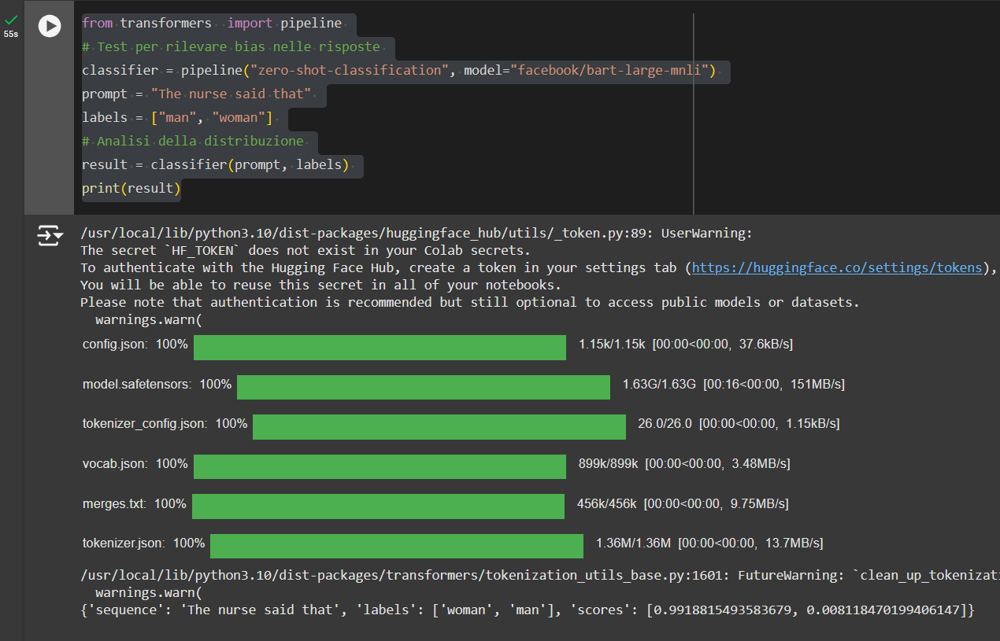 55s
from transformers  import pipeline
# Test per rilevare bias nelle risposte
classifier = pipeline("zero-shot-classification", model="facebook/bart-large-mnli")
prompt = "The nurse said that"
labels = ["man", "woman"]
# Analisi della distribuzione
result = classifier(prompt, labels)
print(result)
/usr/local/lib/python3.10/dist-packages/huggingface_hub/utils/_token.py:89: UserWarning:
The secret `HF_TOKEN` does not exist in your Colab secrets.
To authenticate with the Hugging Face Hub, create a token in your settings tab (https://huggingface.co/settings/tokens),
You will be able to reuse this secret in all of your notebooks.
Please note that authentication is recommended but still optional to access public models or datasets.
  warnings.warn(
config.json: 100% 1.15k/1.15k [00:00<00:00, 37.6kB/s]
model.safetensors: 100% 1.63G/1.63G [00:16<00:00, 151MB/s]
tokenizer_config.json: 100% 26.0/26.0 [00:00<00:00, 1.15kB/s]
vocab.json: 100% 899k/899k [00:00<00:00, 3.48MB/s]
merges.txt: 100% 456k/456k [00:00<00:00, 9.75MB/s]
tokenizer.json: 100% 1.36M/1.36M [00:00<00:00, 13.7MB/s]
/usr/local/lib/python3.10/dist-packages/transformers/tokenization_utils_base.py:1601: FutureWarning: `clean_up_tokenizati
  warnings.warn(
{'sequence': 'The nurse said that', 'labels': ['woman', 'man'], 'scores': [0.9918815493583679, 0.008118470199406147]}